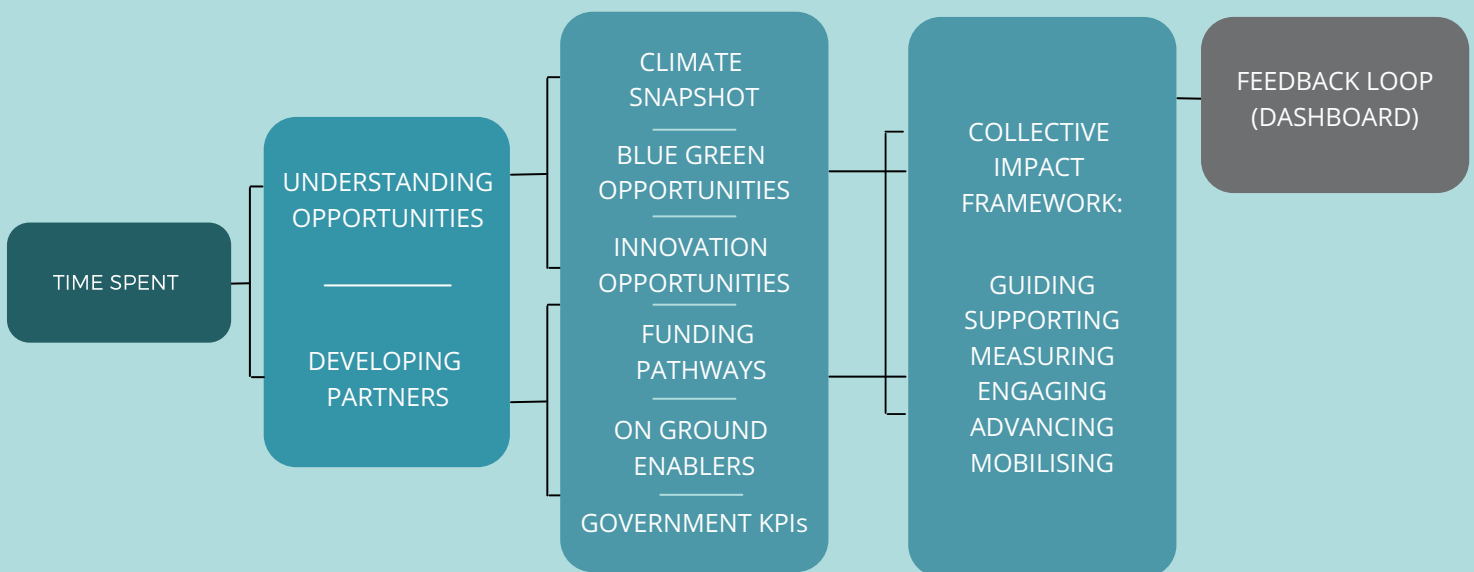 TIME SPENT
UNDERSTANDING
OPPORTUNITIES
DEVELOPING
PARTNERS
CLIMATE
SNAPSHOT
BLUE GREEN
OPPORTUNITIES
INNOVATION
OPPORTUNITIES
FUNDING
PATHWAYS
ON GROUND
ENABLERS
GOVERNMENT KPIs
COLLECTIVE
IMPACT
FRAMEWORK:
GUIDING
SUPPORTING
MEASURING
ENGAGING
ADVANCING
MOBILISING
FEEDBACK LOOP
(DASHBOARD)